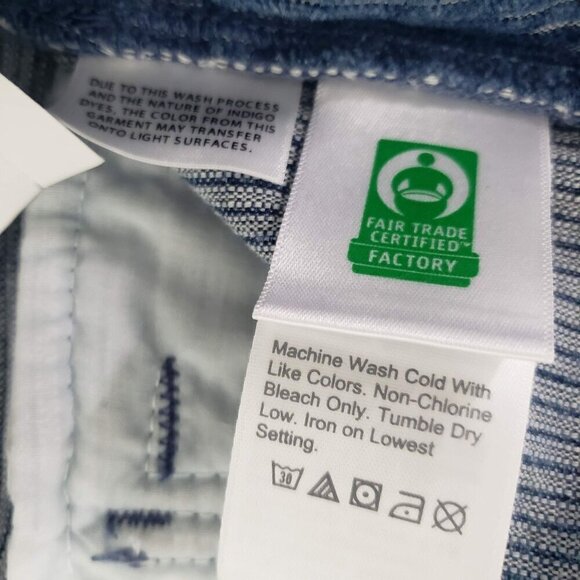 DUE TO THIS WASH PROCESS
AND THE NATURE OF INDIGO
DYES, THE COLOR FROM THIS
GARMENT MAY TRANSFER
ONTO LIGHT SURFACES.
FAIR TRADE
CERTIFIED™
FACTORY
Machine Wash Cold With
Like Colors. Non-Chlorine
Bleach Only. Tumble Dry
Low. Iron on Lowest
Setting.
30